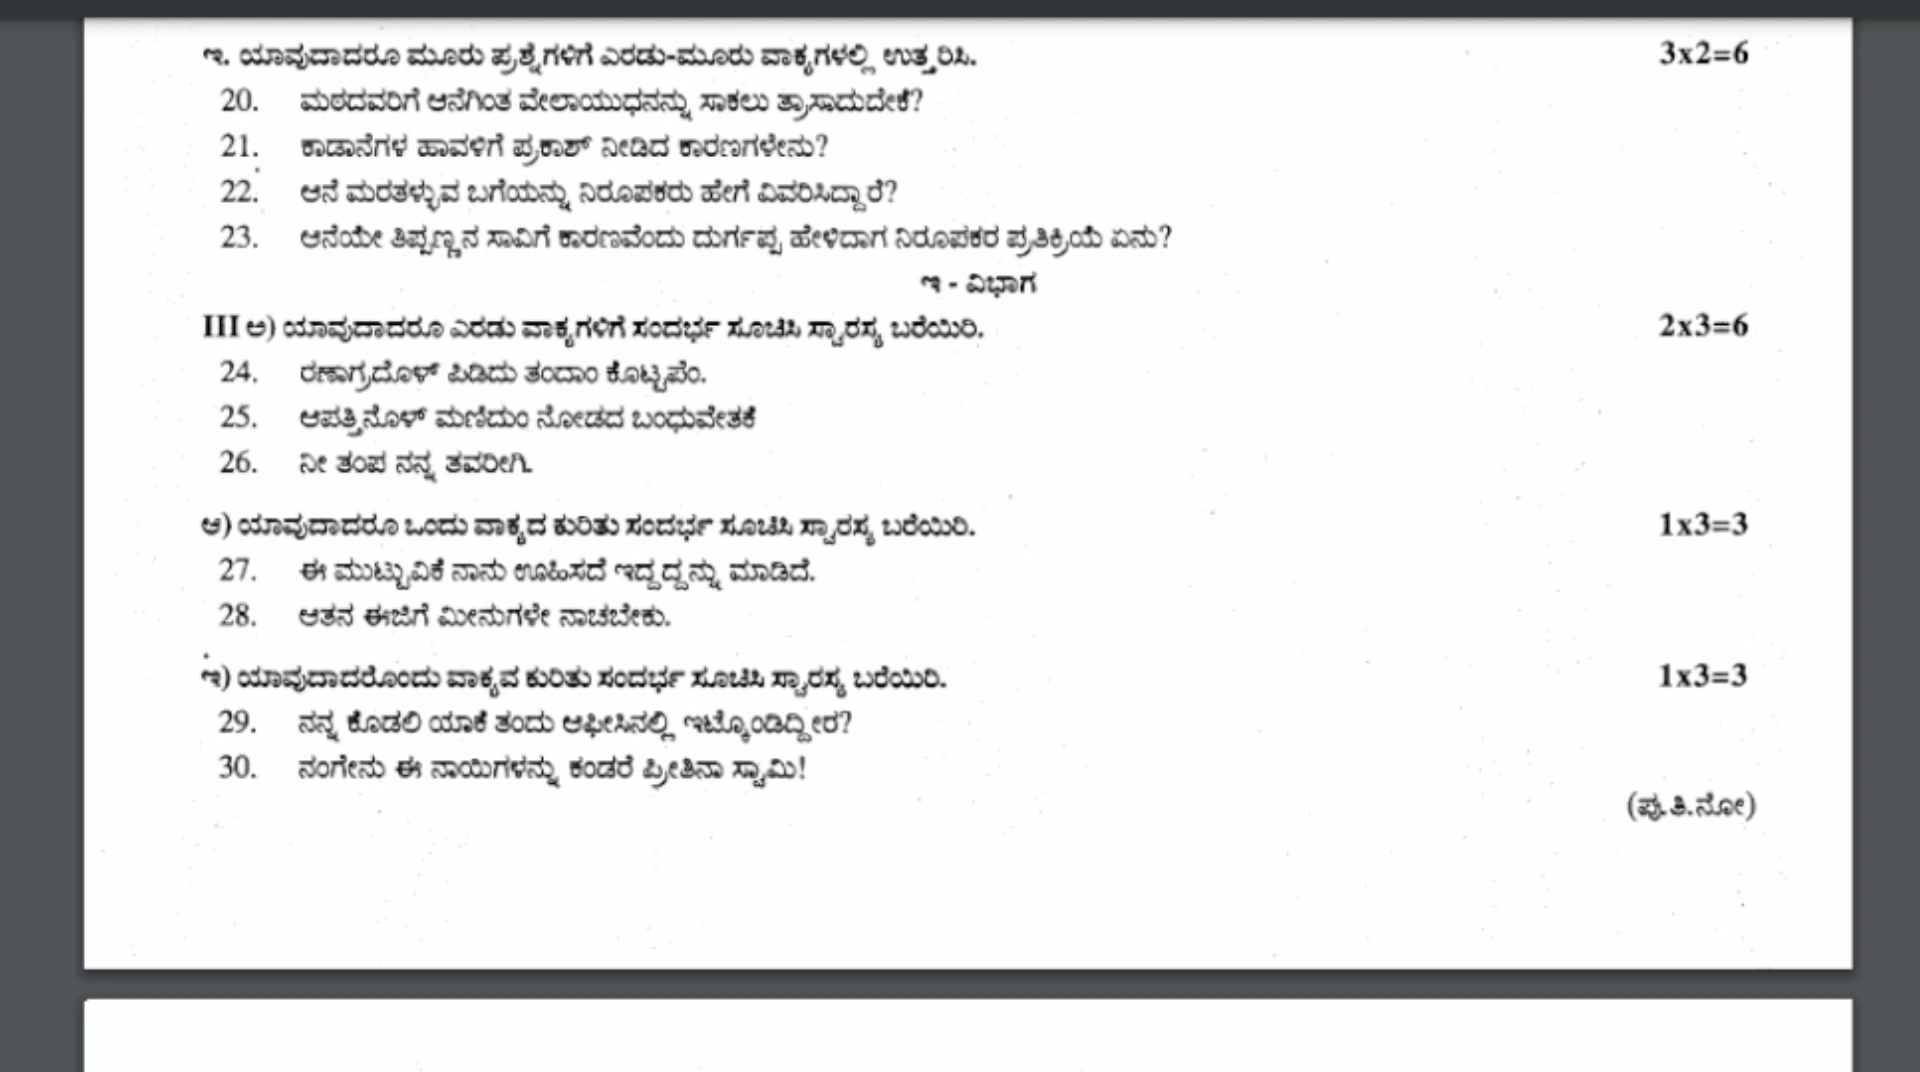 ಇ. ಯಾವುದಾದರೂ ಮೂರು ಪ್ರಶ್ನೆಗಳಿಗೆ ಎರಡು-ಮೂರು ವಾಕ್ಯಗಳಲ್ಲಿ ಉತ್ತರಿಸಿ. 3x2=6
20. ಮಠದವರಿಗೆ ಆನೆಗಿಂತ ವೇಲಾಯುಧನನ್ನು ಸಾಕಲು ತ್ರಾಸಾದುದೇಕೆ?
21. ಕಾಡಾನೆಗಳ ಹಾವಳಿಗೆ ಪ್ರಕಾಶ್ ನೀಡಿದ ಕಾರಣಗಳೇನು?
22. ಆನೆ ಮರತಳ್ಳುವ ಬಗೆಯನ್ನು ನಿರೂಪಕರು ಹೇಗೆ ವಿವರಿಸಿದ್ದಾರೆ?
23. ಆನೆಯೇ ತಿಪ್ಪಣ್ಣನ ಸಾವಿಗೆ ಕಾರಣವೆಂದು ದುರ್ಗಪ್ಪ ಹೇಳಿದಾಗ ನಿರೂಪಕರ ಪ್ರತಿಕ್ರಿಯೆ ಏನು?
ಇ - ವಿಭಾಗ
III ಅ) ಯಾವುದಾದರೂ ಎರಡು ವಾಕ್ಯಗಳಿಗೆ ಸಂದರ್ಭ ಸೂಚಿಸಿ ಸ್ವಾರಸ್ಯ ಬರೆಯಿರಿ. 2x3=6
24. ರಣಾಗ್ರದೊಳ್ ಪಿಡಿದು ತಂದಾಂ ಕೊಟ್ಟಪೆಂ.
25. ಆಪತ್ತಿನೊಳ್ ಮಣಿದುಂ ನೋಡದ ಬಂಧುವೇತಕೆ
26. ನೀ ತಂಪ ನನ್ನ ತವರೀಗಿ.
ಆ) ಯಾವುದಾದರೂ ಒಂದು ವಾಕ್ಯದ ಕುರಿತು ಸಂದರ್ಭ ಸೂಚಿಸಿ ಸ್ವಾರಸ್ಯ ಬರೆಯಿರಿ. 1x3=3
27. ಈ ಮುಟ್ಟುವಿಕೆ ನಾನು ಊಹಿಸದೆ ಇದ್ದದ್ದನ್ನು ಮಾಡಿದೆ.
28. ಆತನ ಈಜಿಗೆ ಮೀನುಗಳೇ ನಾಚಬೇಕು.
ಇ) ಯಾವುದಾದರೊಂದು ವಾಕ್ಯವ ಕುರಿತು ಸಂದರ್ಭ ಸೂಚಿಸಿ ಸ್ವಾರಸ್ಯ ಬರೆಯಿರಿ. 1x3=3
29. ನನ್ನ ಕೊಡಲಿ ಯಾಕೆ ತಂದು ಆಫೀಸಿನಲ್ಲಿ ಇಟ್ಕೊಂಡಿದ್ದೀರ?
30. ನಂಗೇನು ಈ ನಾಯಿಗಳನ್ನು ಕಂಡರೆ ಪ್ರೀತಿನಾ ಸ್ವಾಮಿ!
(ಪು.ತಿ.ನೋ)